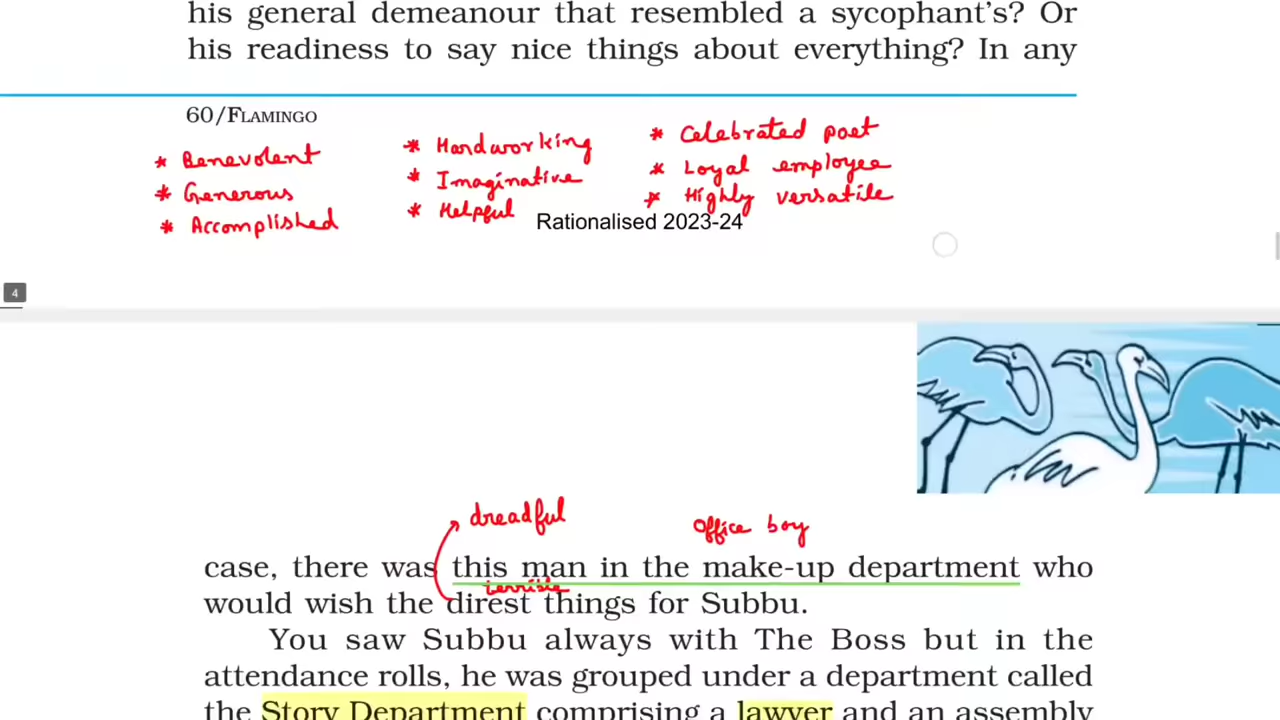 his general demeanour that resembled a sycophant's? Or
his readiness to say nice things about everything? In any
60/FLAMINGO
* Benevolent
* Generous
* Accomplished
* Hardworking
* Imaginative
* Helpful
* Celebrated poet
* Loyal employee
* Highly versatile
Rationalised 2023-24
4
dreadful
office boy
case, there was this man in the make-up department who
terrible
would wish the direst things for Subbu.
You saw Subbu always with The Boss but in the
attendance rolls, he was grouped under a department called
the Story Department comprising a lawyer and an assembly